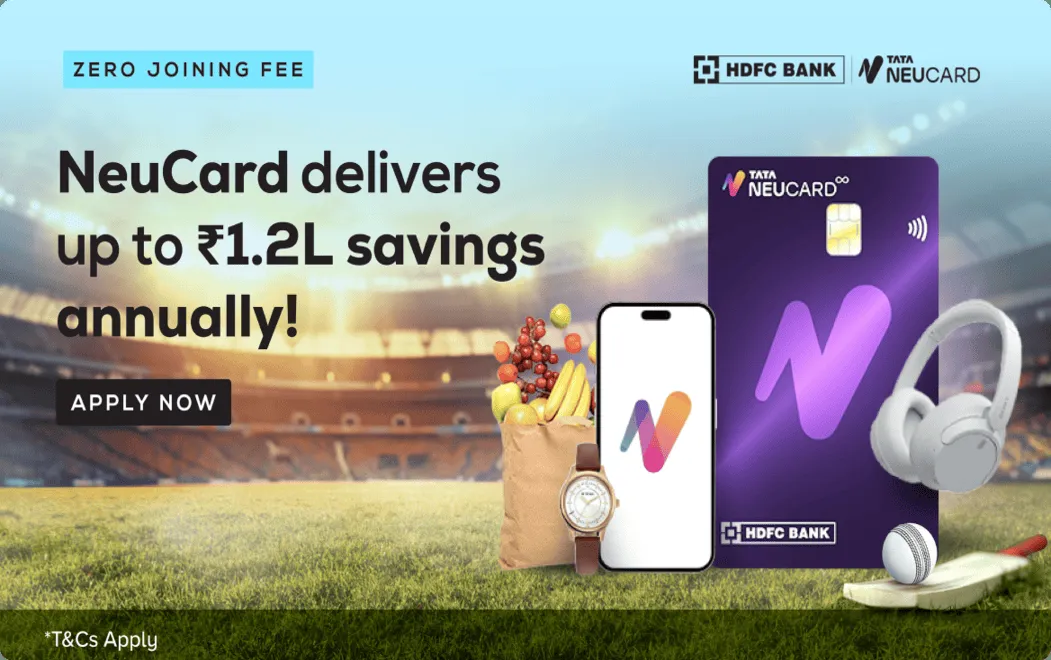 ZERO JOINING FEE
HDFC BANK
TATA
NEUCARD
NeuCard delivers
up to ₹1.2L savings
annually!
APPLY NOW
TATA
NEUCARD∞
HDFC BANK
*T&Cs Apply